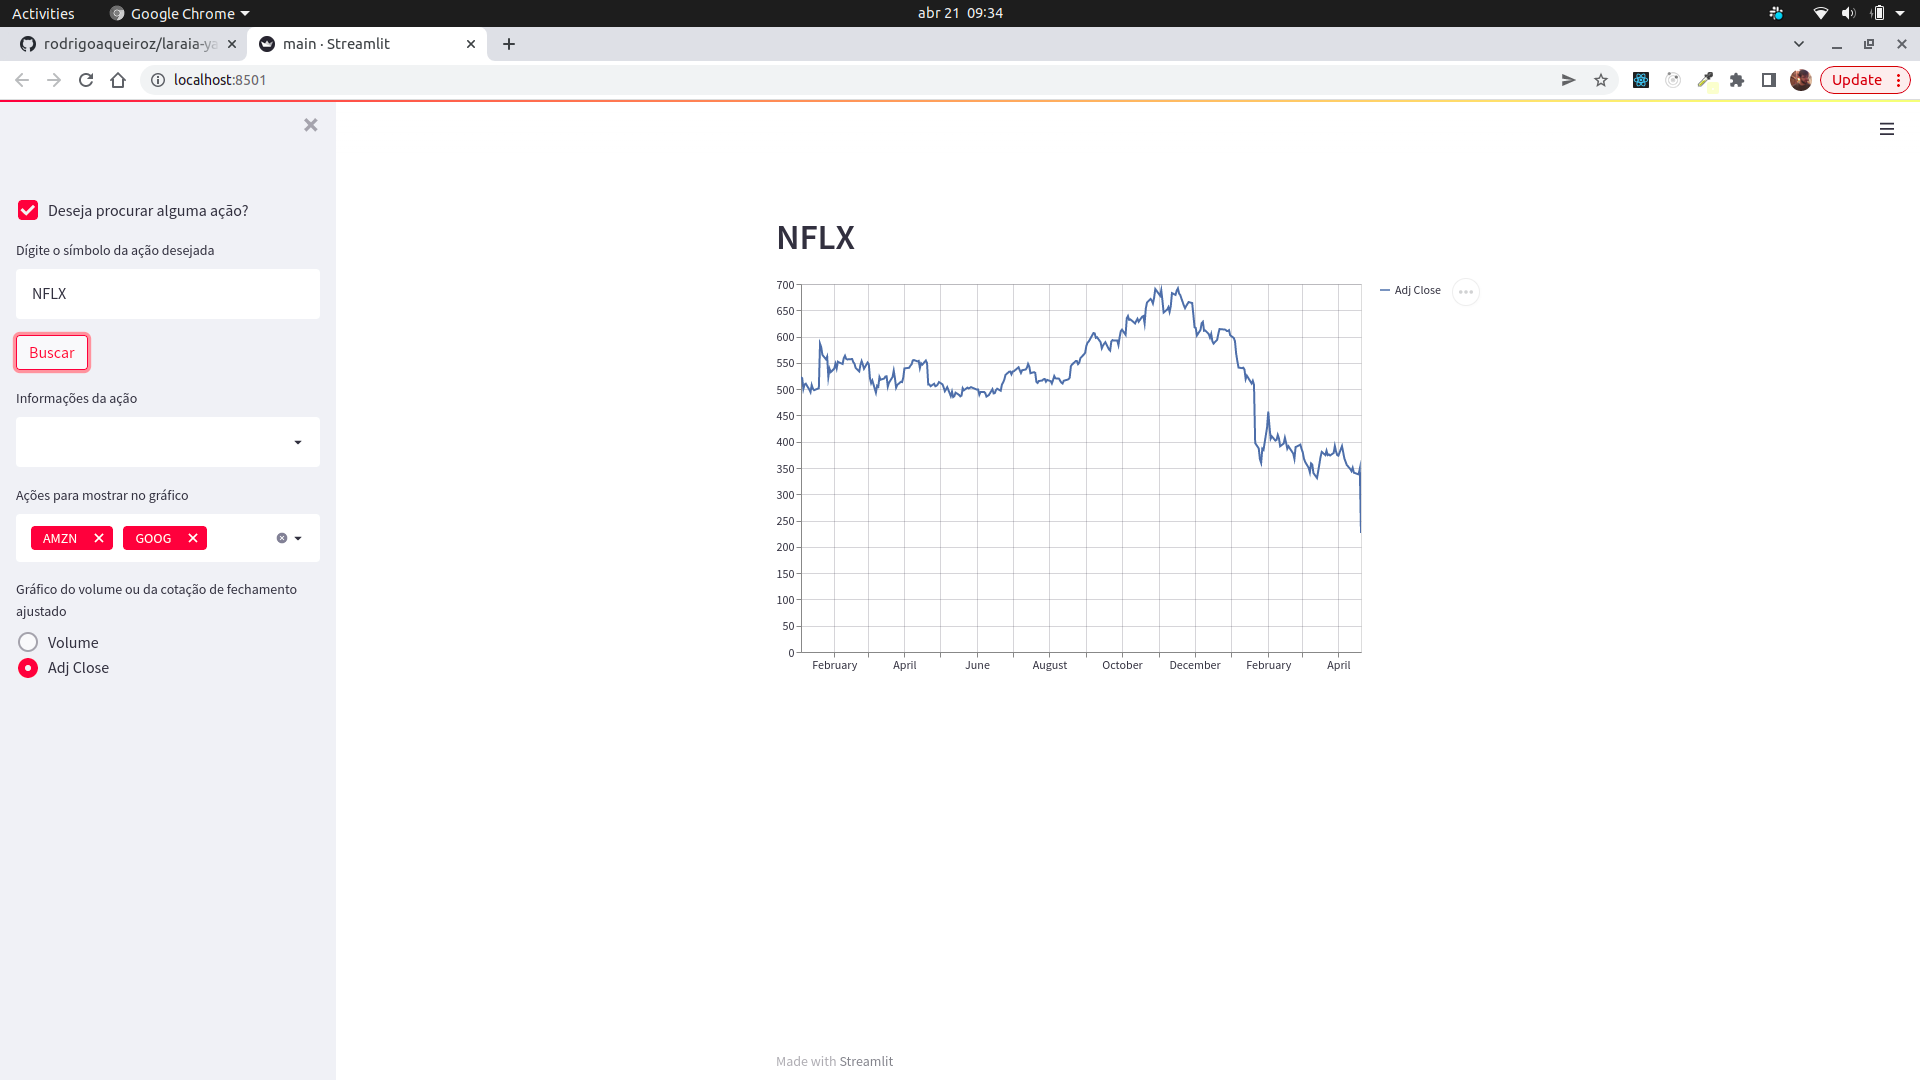 Activities
Google Chrome
abr 21 09:34
rodrigoaqueiroz/laraia-ya
main · Streamlit
localhost:8501
Update
Deseja procurar alguma ação?
Dígite o símbolo da ação desejada
NFLX
Buscar
Informações da ação
Ações para mostrar no gráfico
AMZN
GOOG
Gráfico do volume ou da cotação de fechamento
ajustado
Volume
Adj Close
NFLX
Adj Close
700
650
600
550
500
450
400
350
300
250
200
150
100
50
0
February April June August October December February April
Made with Streamlit